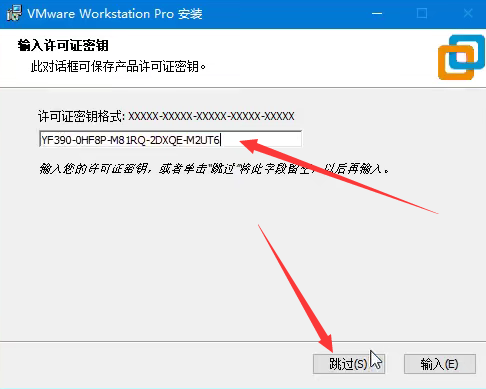 VMware Workstation Pro 安装
输入许可证密钥
此对话框可保存产品许可证密钥。
许可证密钥格式: XXXXX-XXXXX-XXXXX-XXXXX-XXXXX
YF390-0HF8P-M81RQ-2DXQE-M2UT6
输入您的许可证密钥，或者单击"跳过"将此字段留空，以后再输入。
跳过(S)
输入(E)